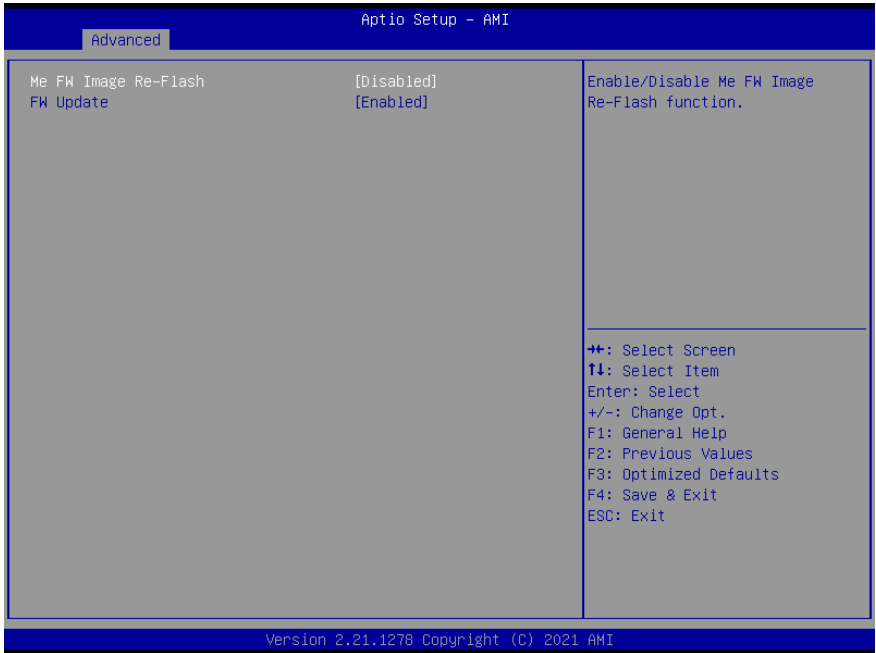 Aptio Setup – AMI
Advanced
Me FW Image Re–Flash [Disabled]
FW Update [Enabled]
Enable/Disable Me FW Image
Re–Flash function.
→←: Select Screen
↑↓: Select Item
Enter: Select
+/–: Change Opt.
F1: General Help
F2: Previous Values
F3: Optimized Defaults
F4: Save & Exit
ESC: Exit
Version 2.21.1278 Copyright (C) 2021 AMI